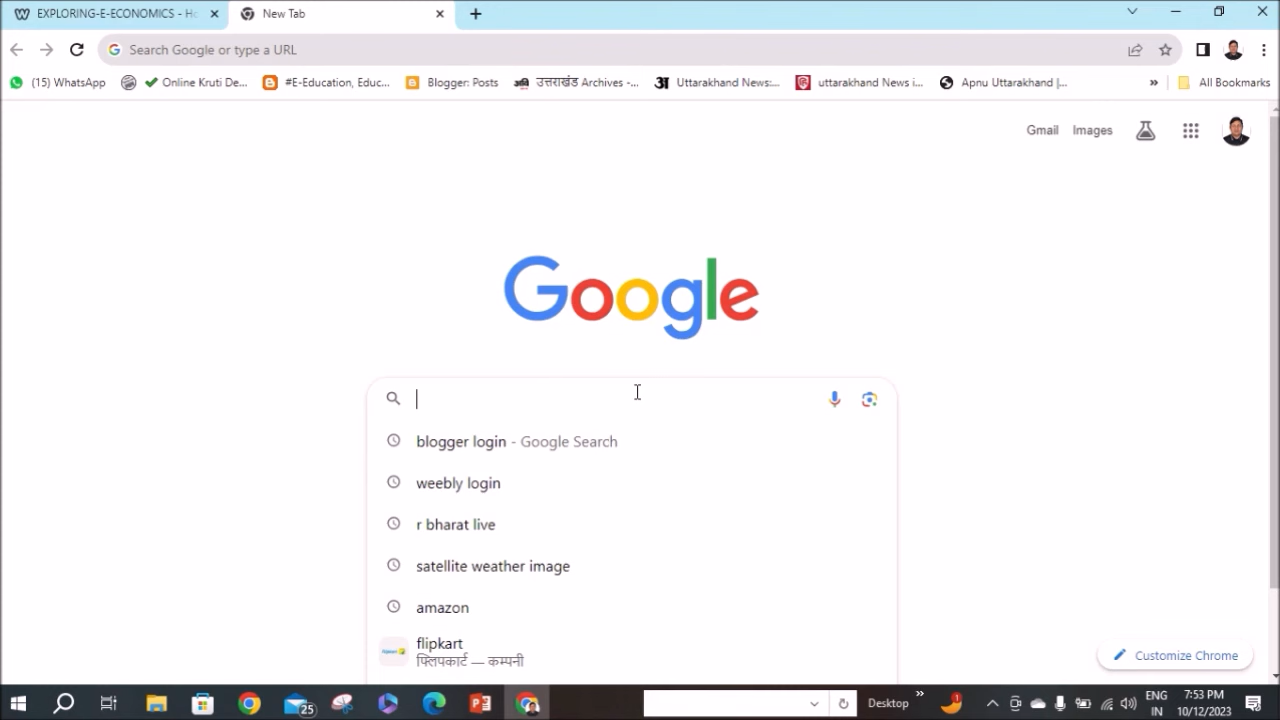 EXPLORING-E-ECONOMICS - Ho
New Tab
Search Google or type a URL
(15) WhatsApp
Online Kruti De...
#E-Education, Educ...
Blogger: Posts
उत्तराखंड Archives -...
Uttarakhand News:...
uttarakhand News i...
Apnu Uttarakhand |...
»
All Bookmarks
Gmail
Images
Google
blogger login - Google Search
weebly login
r bharat live
satellite weather image
amazon
flipkart
फ्लिपकार्ट — कम्पनी
Customize Chrome
25
Desktop
»
1
ENG
IN
7:53 PM
10/12/2023